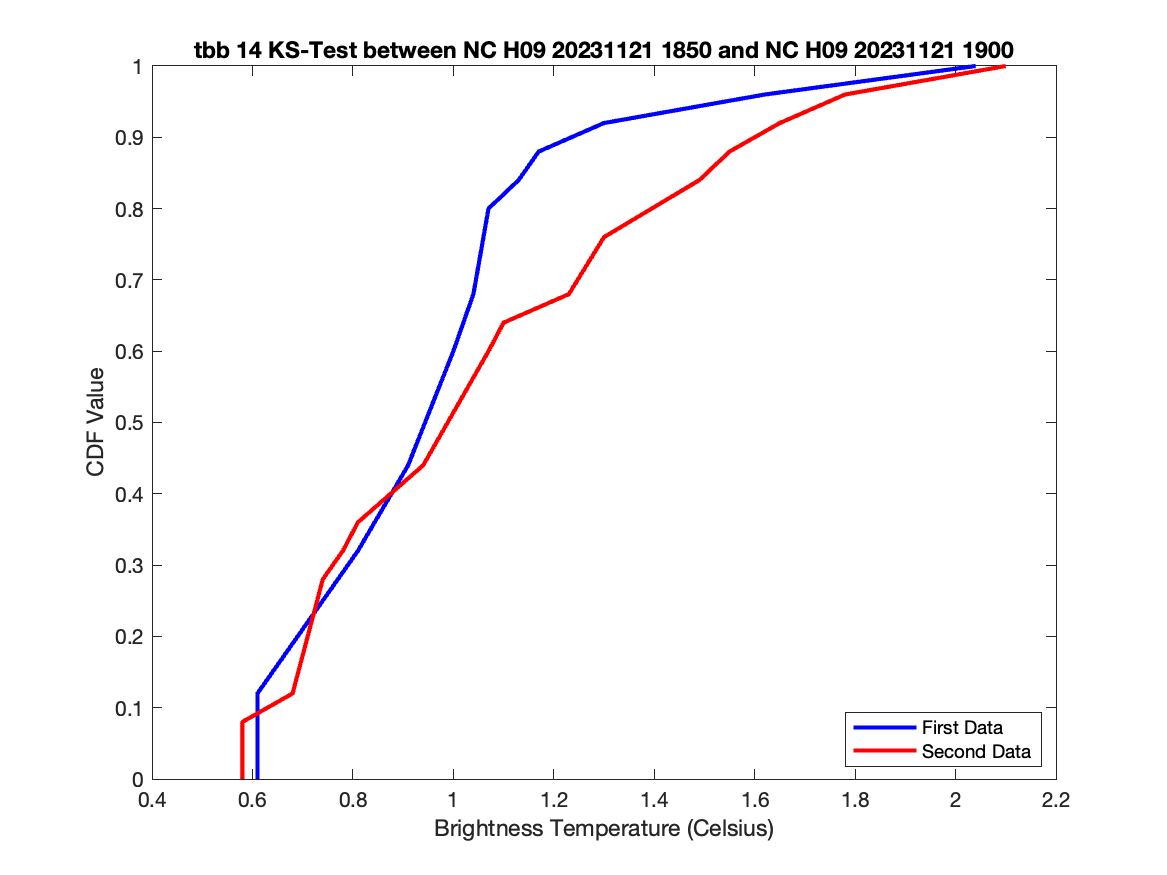 tbb 14 KS-Test between NC H09 20231121 1850 and NC H09 20231121 1900
1
0.9
0.8
0.7
0.6
0.5
0.4
0.3
0.2
0.1
0
CDF Value
First Data
Second Data
0.4 0.6 0.8 1 1.2 1.4 1.6 1.8 2 2.2
Brightness Temperature (Celsius)